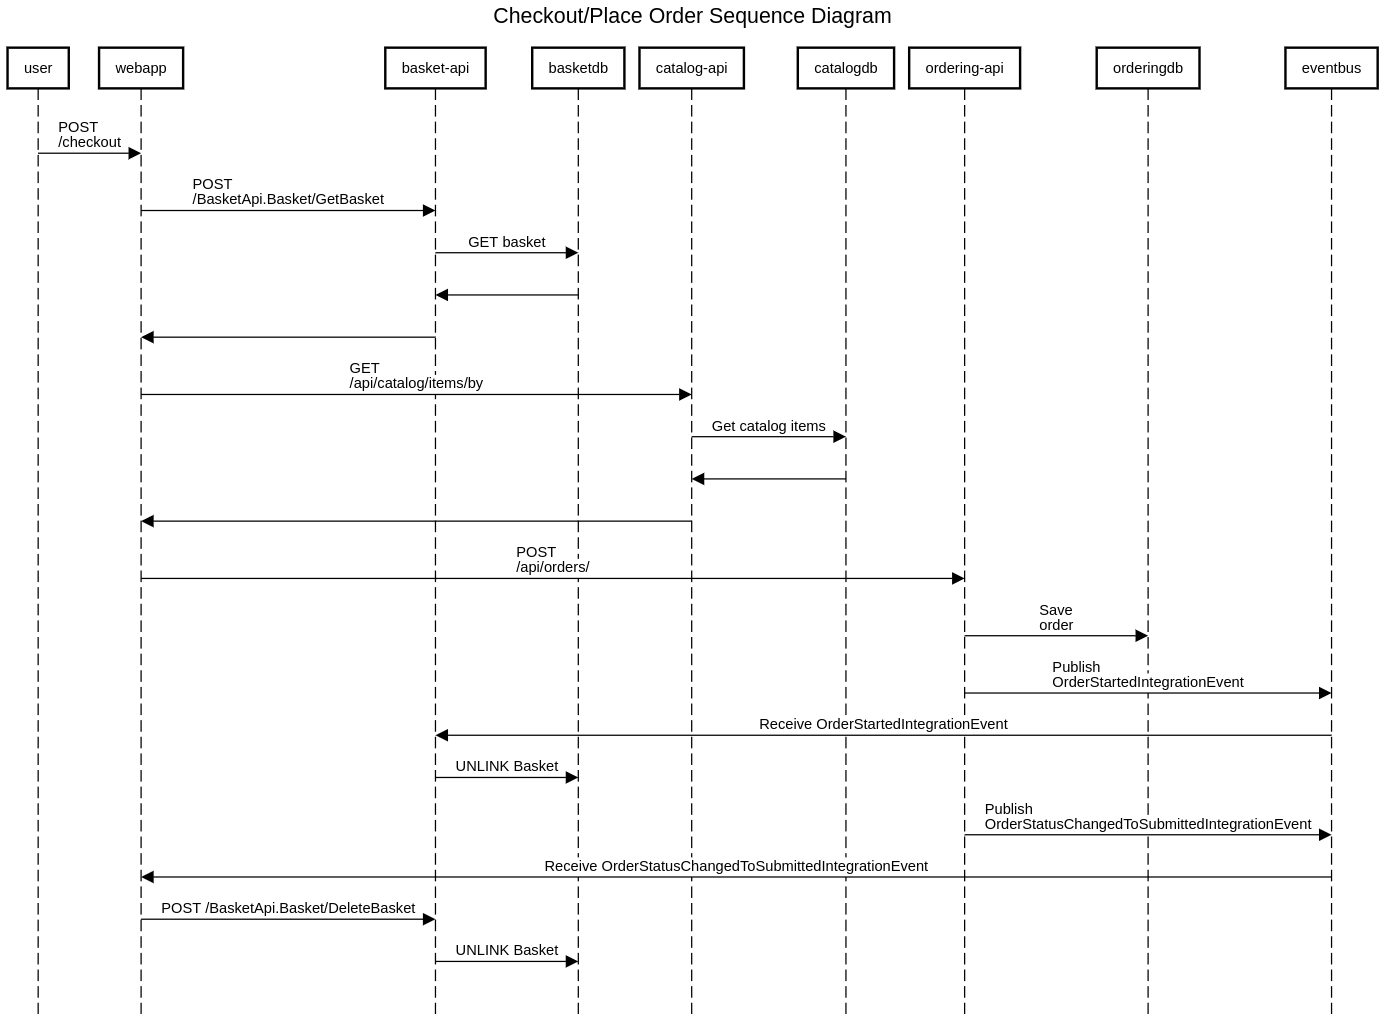 Checkout/Place Order Sequence Diagram
user
webapp
basket-api
basketdb
catalog-api
catalogdb
ordering-api
orderingdb
eventbus
POST
/checkout
POST
/BasketApi.Basket/GetBasket
GET basket
GET
/api/catalog/items/by
Get catalog items
POST
/api/orders/
Save
order
Publish
OrderStartedIntegrationEvent
Receive OrderStartedIntegrationEvent
UNLINK Basket
Publish
OrderStatusChangedToSubmittedIntegrationEvent
Receive OrderStatusChangedToSubmittedIntegrationEvent
POST /BasketApi.Basket/DeleteBasket
UNLINK Basket